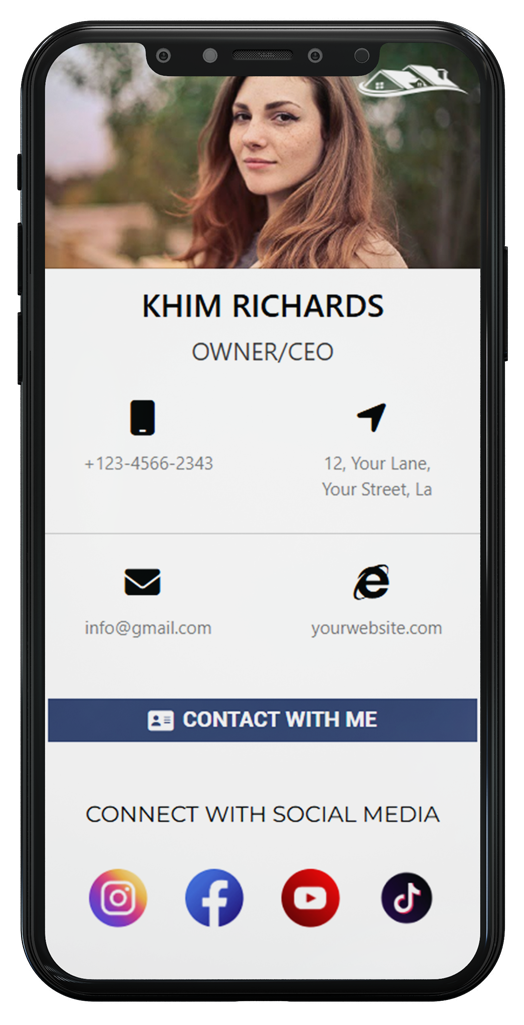 KHIM RICHARDS
OWNER/CEO
+123-4566-2343
12, Your Lane,
Your Street, La
info@gmail.com
yourwebsite.com
CONTACT WITH ME
CONNECT WITH SOCIAL MEDIA